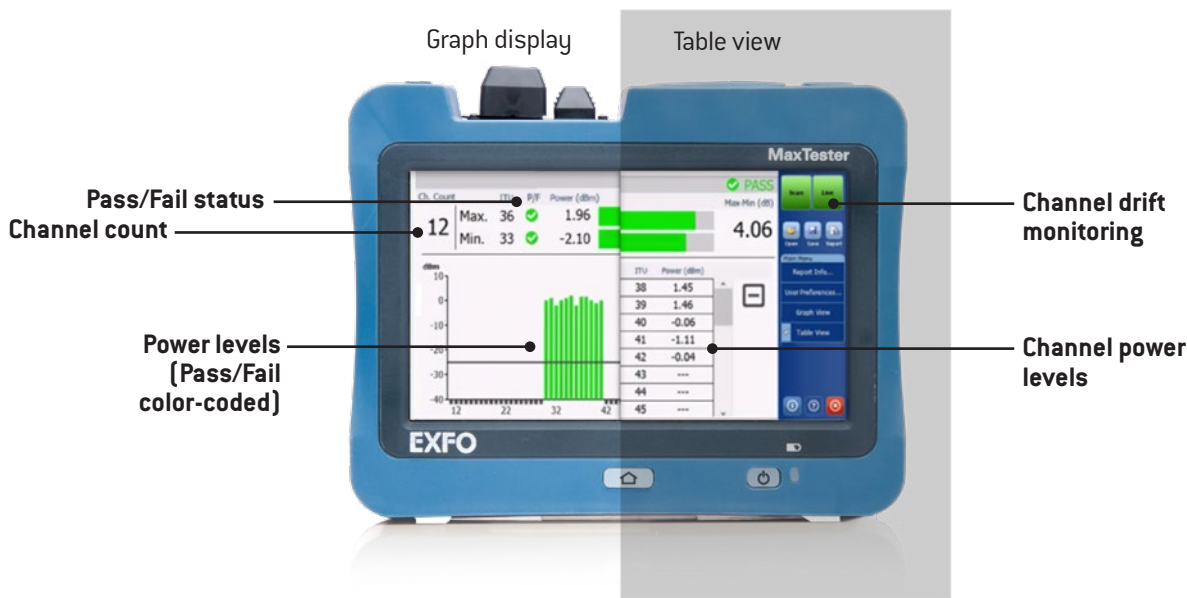 Graph display
Table view
MaxTester
Pass/Fail status
Channel count
Power levels
(Pass/Fail
color-coded)
Channel drift
monitoring
Channel power
levels
Ch. Count ITU P/F Power (dBm)
12
Max. 36 1.96
Min. 33 -2.10
PASS
Max-Min (dB)
4.06
Scan Live
Open Save Report
Main Menu
Report Info...
User Preferences...
Graph View
Table View
dBm
10
0
-10
-20
-30
-40
12 22 32 42
ITU Power (dBm)
38 1.45
39 1.46
40 -0.06
41 -1.11
42 -0.04
43 ---
44 ---
45 ---
EXFO